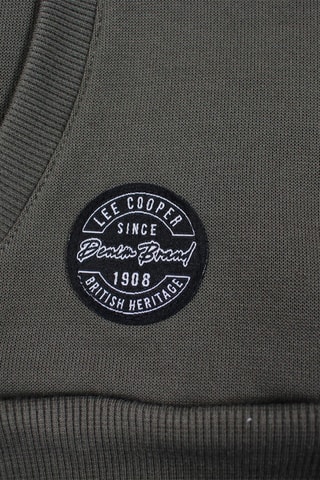 LEE COOPER
SINCE
Denim Brand
1908
BRITISH HERITAGE